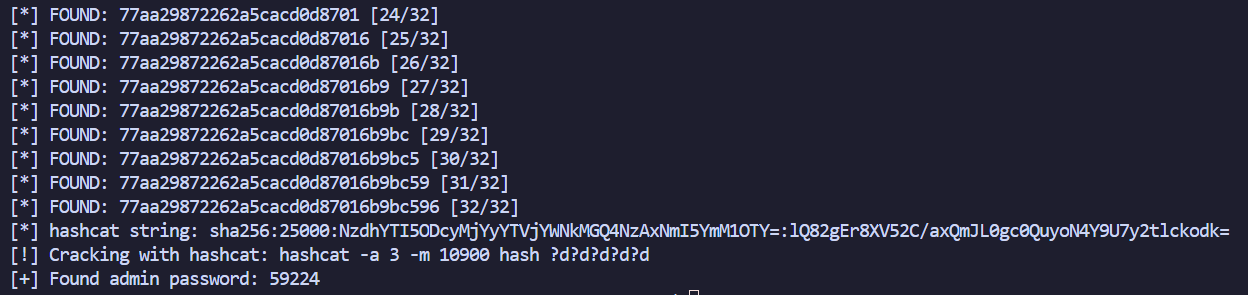 [*] FOUND: 77aa29872262a5cacd0d8701 [24/32]
[*] FOUND: 77aa29872262a5cacd0d87016 [25/32]
[*] FOUND: 77aa29872262a5cacd0d87016b [26/32]
[*] FOUND: 77aa29872262a5cacd0d87016b9 [27/32]
[*] FOUND: 77aa29872262a5cacd0d87016b9b [28/32]
[*] FOUND: 77aa29872262a5cacd0d87016b9bc [29/32]
[*] FOUND: 77aa29872262a5cacd0d87016b9bc5 [30/32]
[*] FOUND: 77aa29872262a5cacd0d87016b9bc59 [31/32]
[*] FOUND: 77aa29872262a5cacd0d87016b9bc596 [32/32]
[*] hashcat string: sha256:25000:NzdhYTI5ODcyMjYyYTVjYWNkMGQ4NzAxNmI5YmM1OTY=:lQ82gEr8XV52C/axQmJL0gc0QuyoN4Y9U7y2tlckodk=
[!] Cracking with hashcat: hashcat -a 3 -m 10900 hash ?d?d?d?d?d
[+] Found admin password: 59224